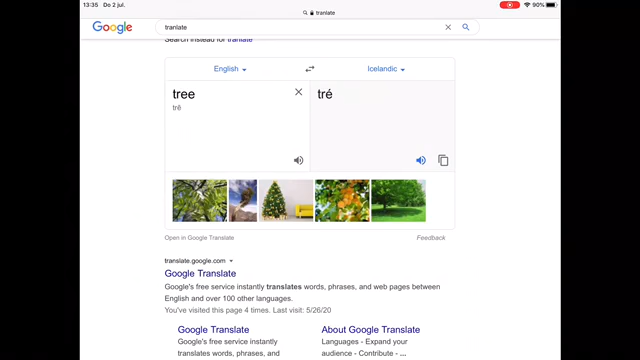 13:35 Do 2 jul.
tranlate
90%
Google
tranlate
Search instead for tranlate
English
Icelandic
tree
trē
tré
Open in Google Translate
Feedback
translate.google.com
Google Translate
Google's free service instantly translates words, phrases, and web pages between
English and over 100 other languages.
You've visited this page 4 times. Last visit: 5/26/20
Google Translate
Google's free service instantly
translates words, phrases, and
About Google Translate
Languages - Expand your
audience - Contribute - ...